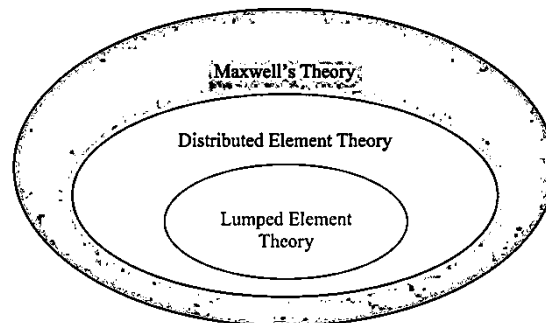 Maxwell's Theory
Distributed Element Theory
Lumped Element
Theory